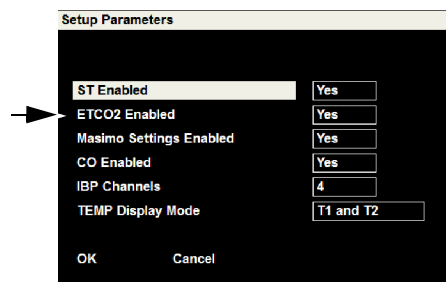 Setup Parameters
ST Enabled Yes
ETCO2 Enabled Yes
Masimo Settings Enabled Yes
CO Enabled Yes
IBP Channels 4
TEMP Display Mode T1 and T2
OK Cancel